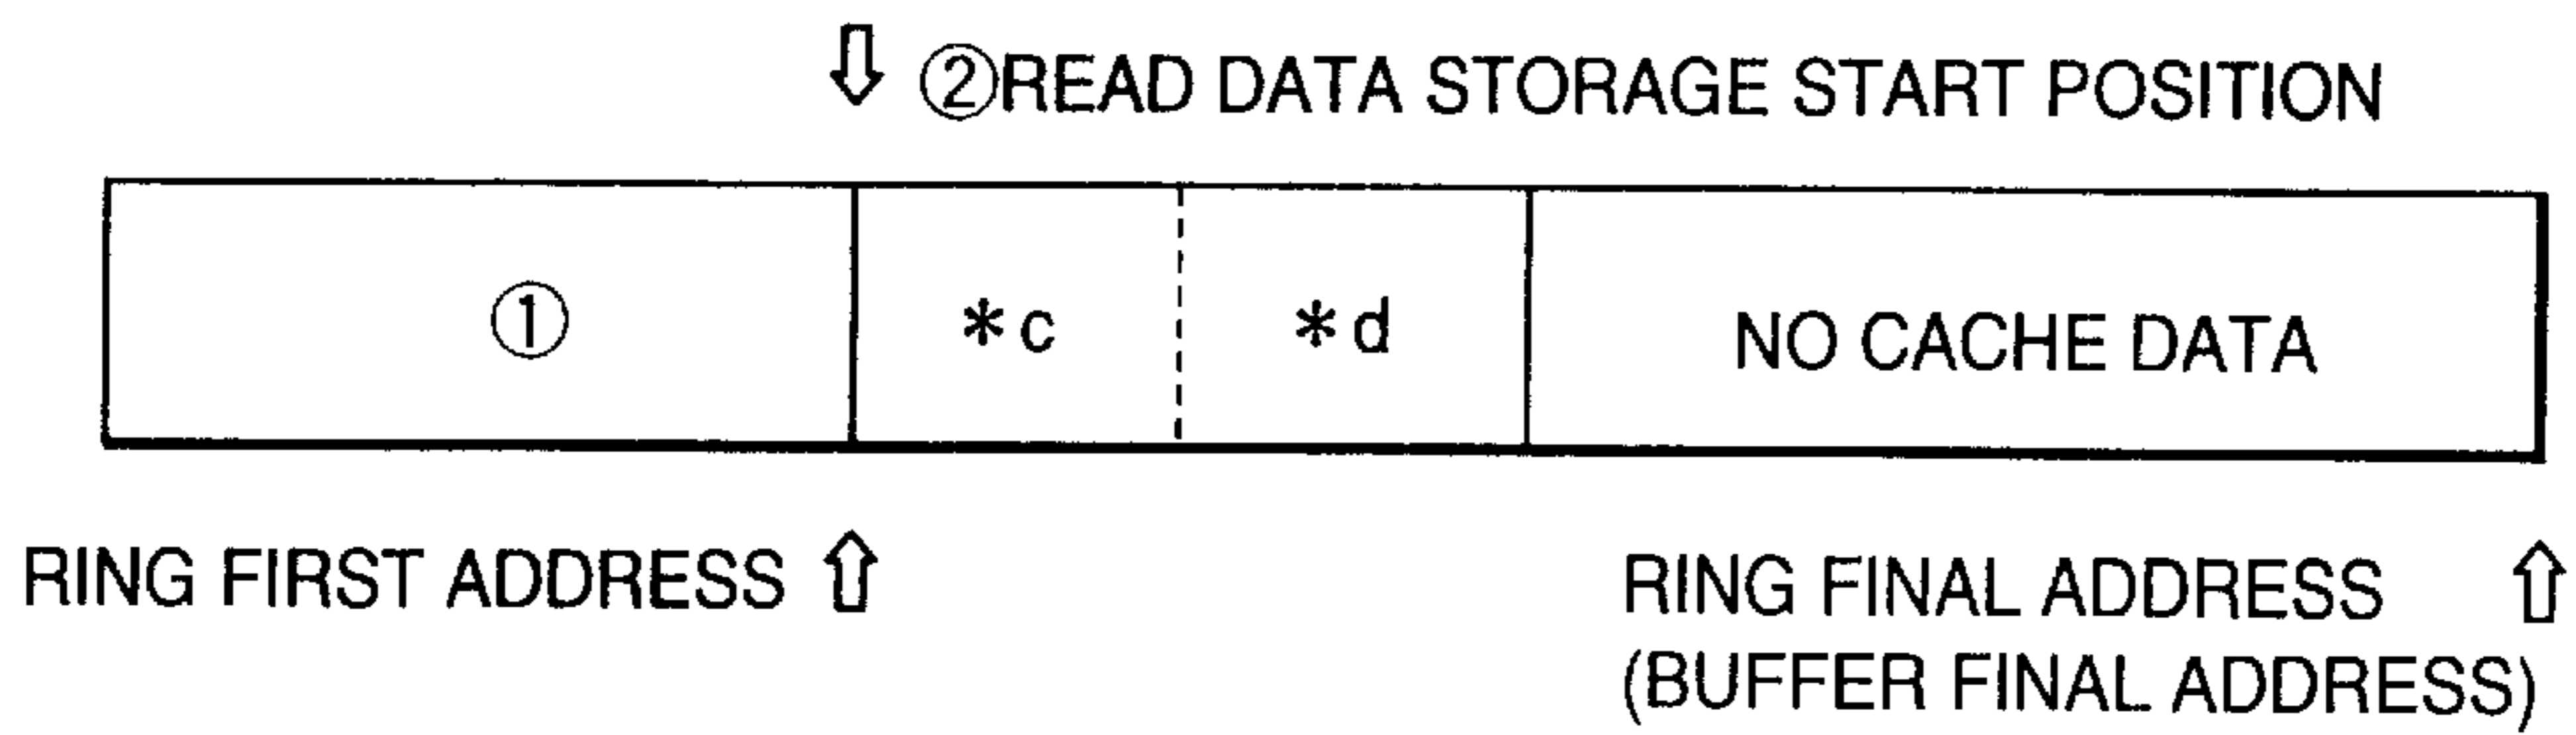 ②READ DATA STORAGE START POSITION
① *c *d NO CACHE DATA
RING FIRST ADDRESS
RING FINAL ADDRESS
(BUFFER FINAL ADDRESS)